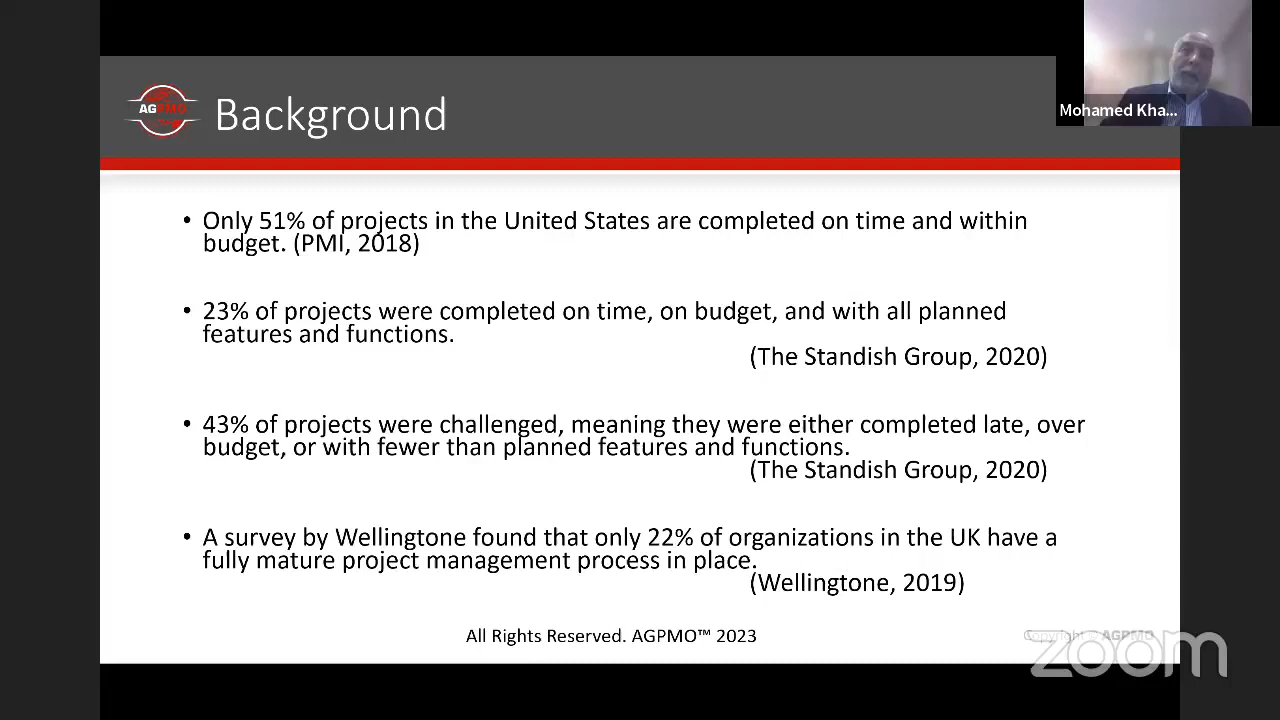 AGPMO
Background
Mohamed Kha...
• Only 51% of projects in the United States are completed on time and within
budget. (PMI, 2018)
• 23% of projects were completed on time, on budget, and with all planned
features and functions.
(The Standish Group, 2020)
• 43% of projects were challenged, meaning they were either completed late, over
budget, or with fewer than planned features and functions.
(The Standish Group, 2020)
• A survey by Wellingtone found that only 22% of organizations in the UK have a
fully mature project management process in place.
(Wellingtone, 2019)
All Rights Reserved. AGPMO™ 2023
Copyright © AGPMO
zoom